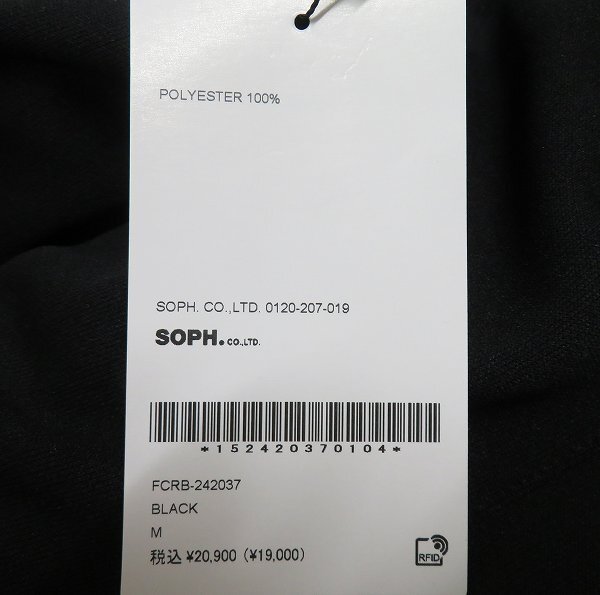 POLYESTER 100%
SOPH. CO.,LTD. 0120-207-019
SOPH. CO.,LTD.
*152420370104*
FCRB-242037
BLACK
M
税込 ¥20,900 (¥19,000)
RFID